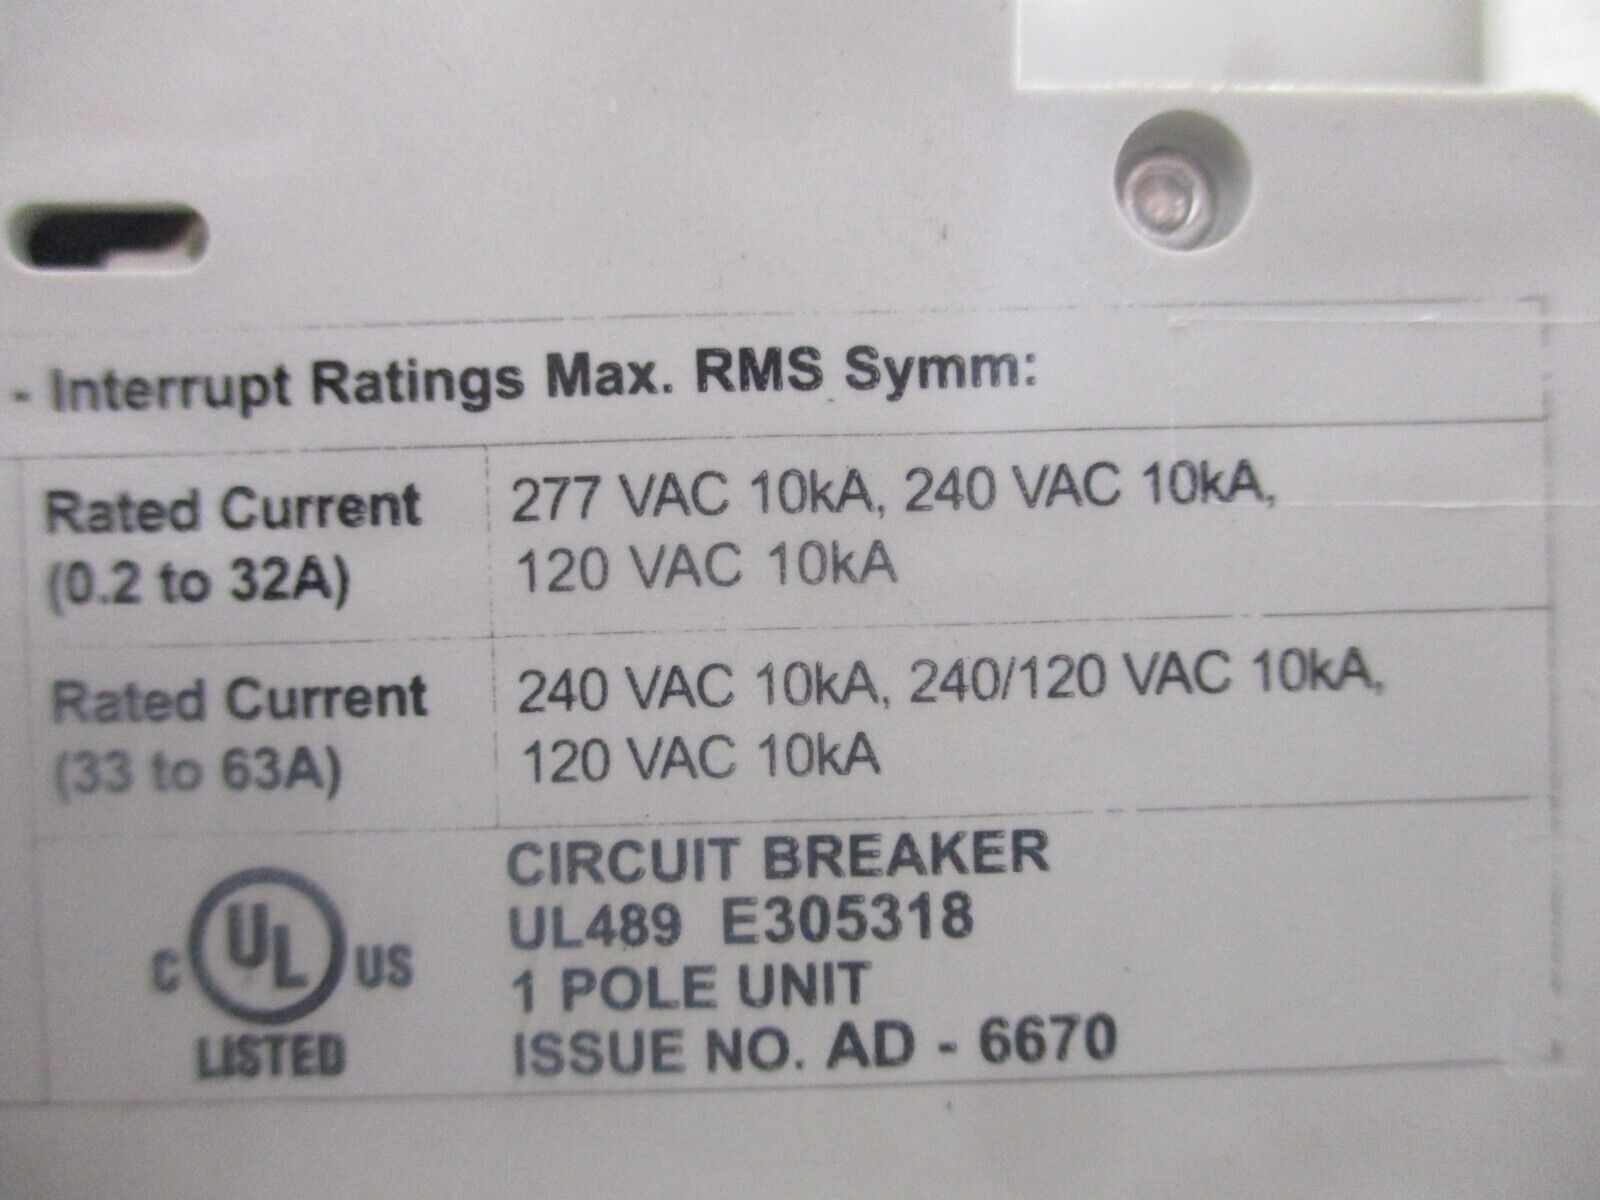 - Interrupt Ratings Max. RMS Symm:
Rated Current
(0.2 to 32A)
277 VAC 10kA, 240 VAC 10kA,
120 VAC 10kA
Rated Current
(33 to 63A)
240 VAC 10kA, 240/120 VAC 10kA,
120 VAC 10kA
C UL US
LISTED
CIRCUIT BREAKER
UL489 E305318
1 POLE UNIT
ISSUE NO. AD - 6670